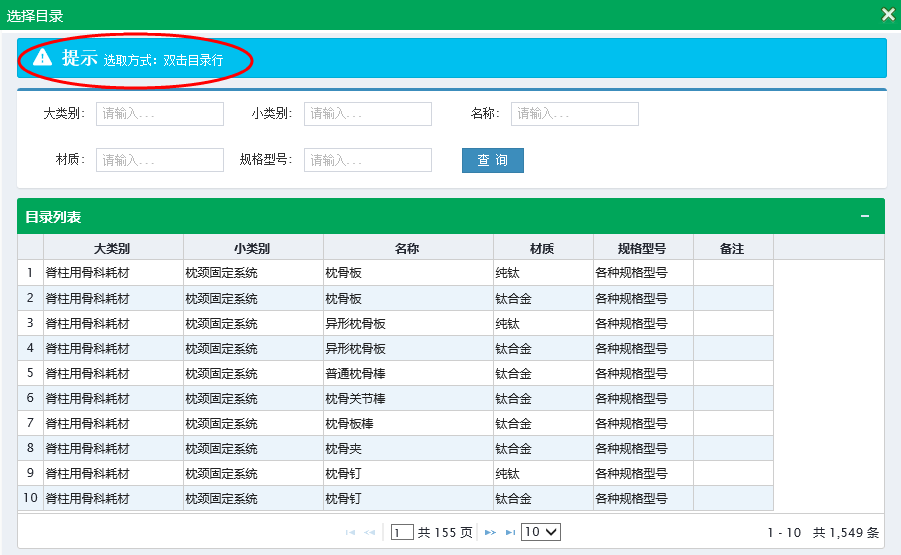 选择目录
提示 选取方式：双击目录行
大类别： 请输入... 小类别： 请输入... 名称： 请输入...
材质： 请输入... 规格型号： 请输入... 查 询
目录列表
大类别 小类别 名称 材质 规格型号 备注
1 脊柱用骨科耗材 枕颈固定系统 枕骨板 纯钛 各种规格型号
2 脊柱用骨科耗材 枕颈固定系统 枕骨板 钛合金 各种规格型号
3 脊柱用骨科耗材 枕颈固定系统 异形枕骨板 纯钛 各种规格型号
4 脊柱用骨科耗材 枕颈固定系统 异形枕骨板 钛合金 各种规格型号
5 脊柱用骨科耗材 枕颈固定系统 普通枕骨棒 钛合金 各种规格型号
6 脊柱用骨科耗材 枕颈固定系统 枕骨关节棒 钛合金 各种规格型号
7 脊柱用骨科耗材 枕颈固定系统 枕骨板棒 钛合金 各种规格型号
8 脊柱用骨科耗材 枕颈固定系统 枕骨夹 钛合金 各种规格型号
9 脊柱用骨科耗材 枕颈固定系统 枕骨钉 纯钛 各种规格型号
10 脊柱用骨科耗材 枕颈固定系统 枕骨钉 钛合金 各种规格型号
1 共 155 页 10 1 - 10 共 1,549 条